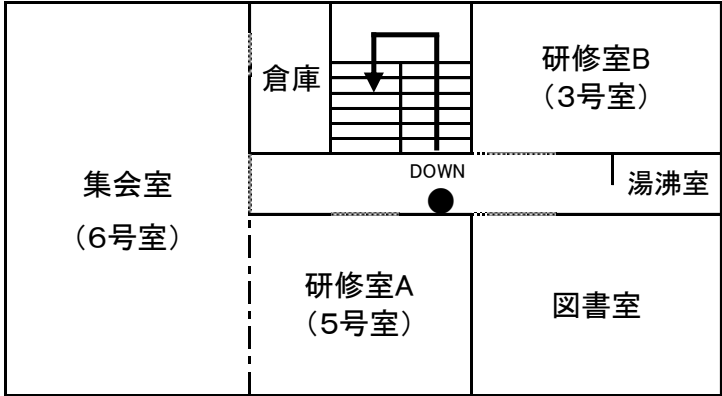 倉庫
研修室B
（3号室）
集会室
（6号室）
DOWN
湯沸室
研修室A
（5号室）
図書室